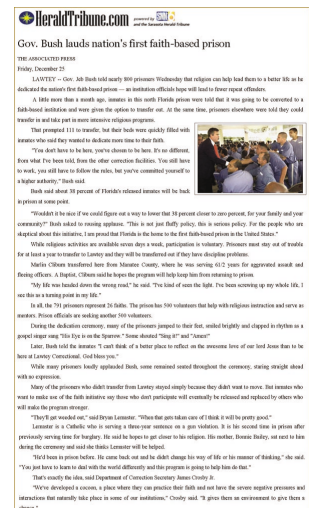 HeraldTribune.com powered by
and the Sarasota Herald-Tribune
Gov. Bush lauds nation's first faith-based prison
THE ASSOCIATED PRESS
Friday, December 25
LAWTEY -- Gov. Jeb Bush told nearly 800 prisoners Wednesday that religion can help lead them to a better life as he
dedicated the nation's first faith-based prison — an institution officials hope will lead to fewer repeat offenders.
A little more than a month ago, inmates in this north Florida prison were told that it was going to be converted to a
faith-based institution and were given the option to transfer out. At the same time, prisoners elsewhere were told they could
transfer in and take part in more intensive religious programs.
That prompted 111 to transfer, but their beds were quickly filled with
inmates who said they wanted to dedicate more time to their faith.
"You don't have to be here, you've chosen to be here. It's no different,
from what I've been told, from the other correction facilities. You still have
to work, you still have to follow the rules, but you've committed yourself to
a higher authority," Bush said.
Bush said about 38 percent of Florida's released inmates will be back
in prison at some point.
"Wouldn't it be nice if we could figure out a way to lower that 38 percent closer to zero percent, for your family and your
community?" Bush asked to rousing applause. "This is not just fluffy policy, this is serious policy. For the people who are
skeptical about this initiative, I am proud that Florida is the home to the first faith-based prison in the United States."
While religious activities are available seven days a week, participation is voluntary. Prisoners must stay out of trouble
for at least a year to transfer to Lawtey and they will be transferred out if they have discipline problems.
Marlin Cliburn transferred here from Manatee County, where he was serving 61/2 years for aggravated assault and
fleeing officers. A Baptist, Cliburn said he hopes the program will help keep him from returning to prison.
"My life was headed down the wrong road," he said. "I've kind of seen the light. I've been screwing up my whole life, I
see this as a turning point in my life."
In all, the 791 prisoners represent 26 faiths. The prison has 500 volunteers that help with religious instruction and serve as
mentors. Prison officials are seeking another 500 volunteers.
During the dedication ceremony, many of the prisoners jumped to their feet, smiled brightly and clapped in rhythm as a
gospel singer sang "His Eye is on the Sparrow." Some shouted "Sing it!" and "Amen!"
Later, Bush told the inmates "I can't think of a better place to reflect on the awesome love of our lord Jesus than to be
here at Lawtey Correctional. God bless you."
While many prisoners loudly applauded Bush, some remained seated throughout the ceremony, staring straight ahead
with no expression.
Many of the prisoners who didn't transfer from Lawtey stayed simply because they didn't want to move. But inmates who
want to make use of the faith initiative say those who don't participate will eventually be released and replaced by others who
will make the program stronger.
"They'll get weeded out," said Bryan Lemaster. "When that gets taken care of I think it will be pretty good."
Lemaster is a Catholic who is serving a three-year sentence on a gun violation. It is his second time in prison after
previously serving time for burglary. He said he hopes to get closer to his religion. His mother, Bonnie Bailey, sat next to him
during the ceremony and said she thinks Lemaster will be helped.
"He'd been in prison before. He came back out and he didn't change his way of life or his manner of thinking," she said.
"You just have to learn to deal with the world differently and this program is going to help him do that."
That's exactly the idea, said Department of Correction Secretary James Crosby Jr.
"We've developed a cocoon, a place where they can practice their faith and not have the severe negative pressures and
interactions that naturally take place in some of our institutions," Crosby said. "It gives them an environment to give them a